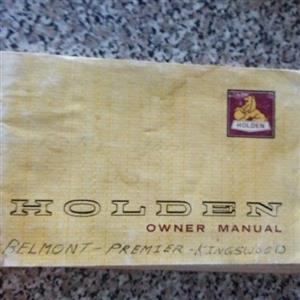 HOLDEN
HOLDEN
OWNER MANUAL
BELMONT - PREMIER - KINGSWOOD